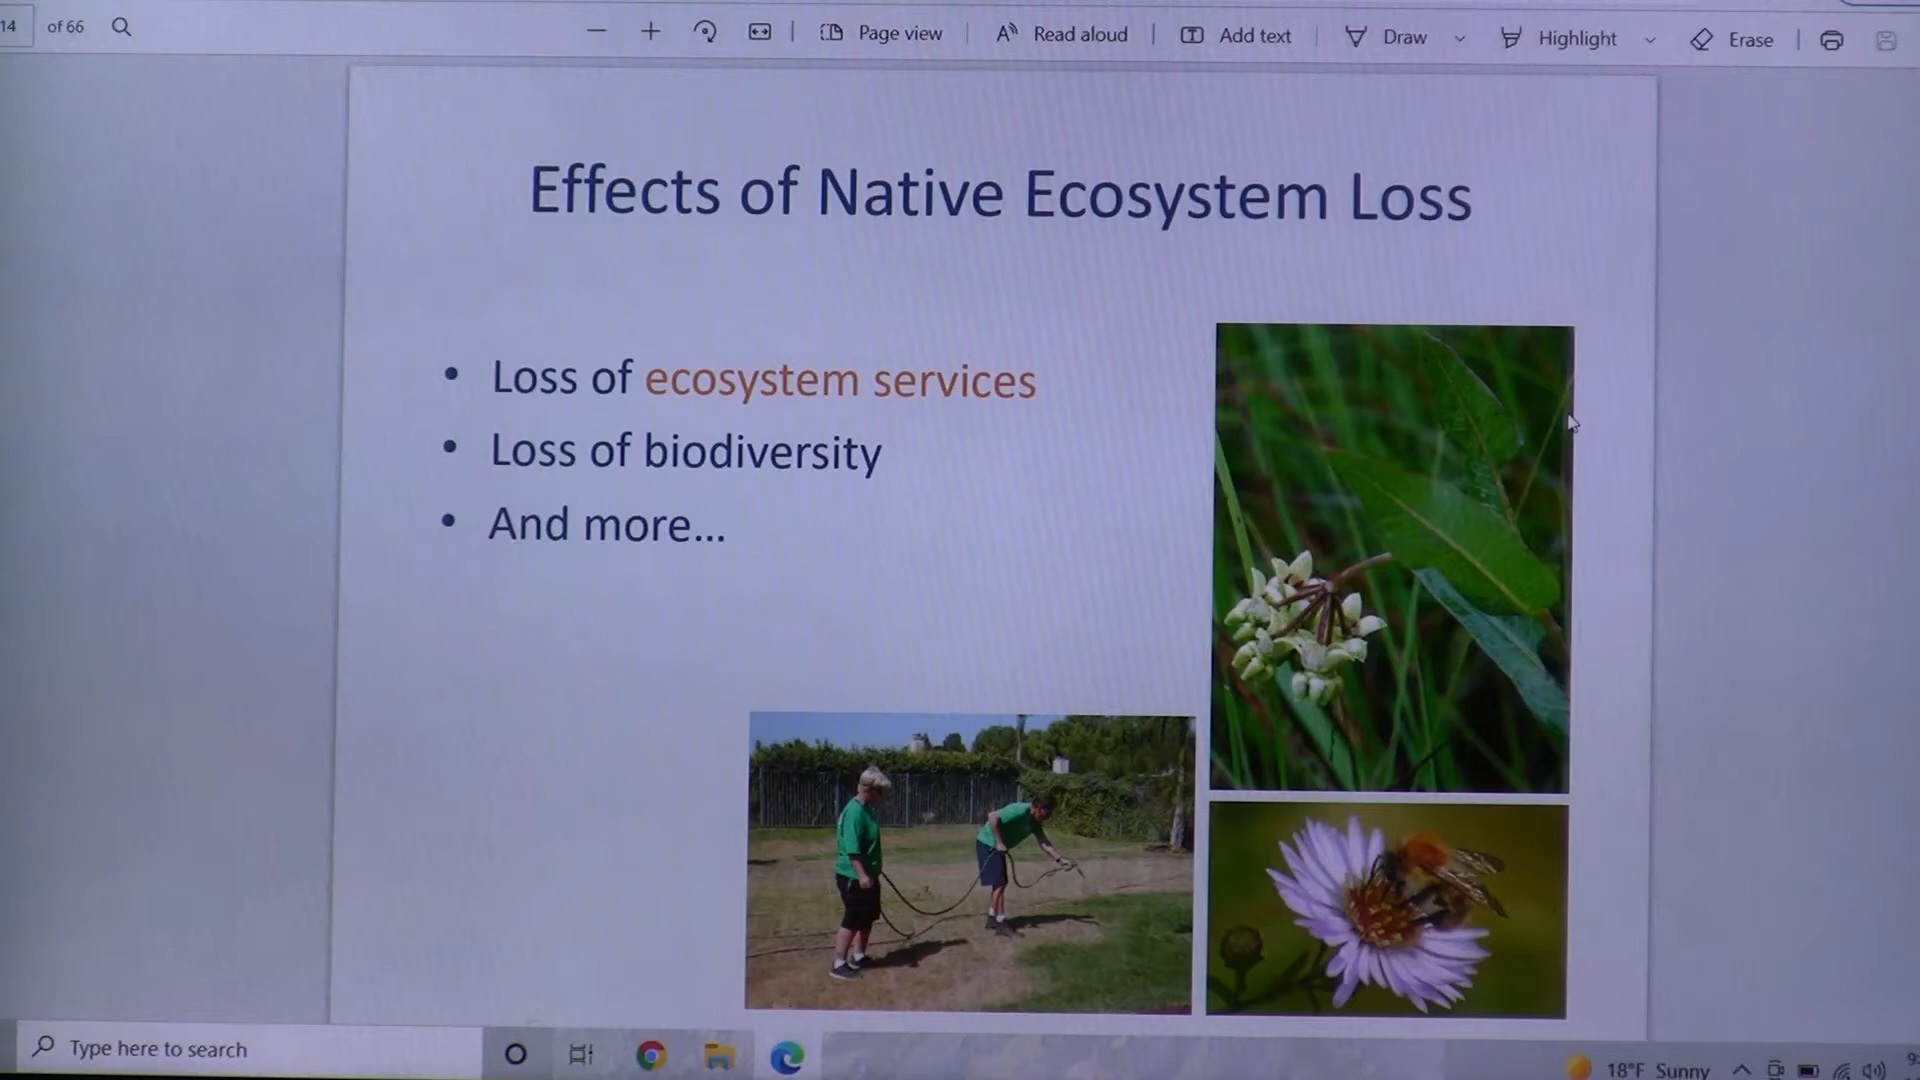 14 of 66
Page view
Read aloud
Add text
Draw
Highlight
Erase
Effects of Native Ecosystem Loss
• Loss of ecosystem services
• Loss of biodiversity
• And more...
Type here to search
18°F Sunny